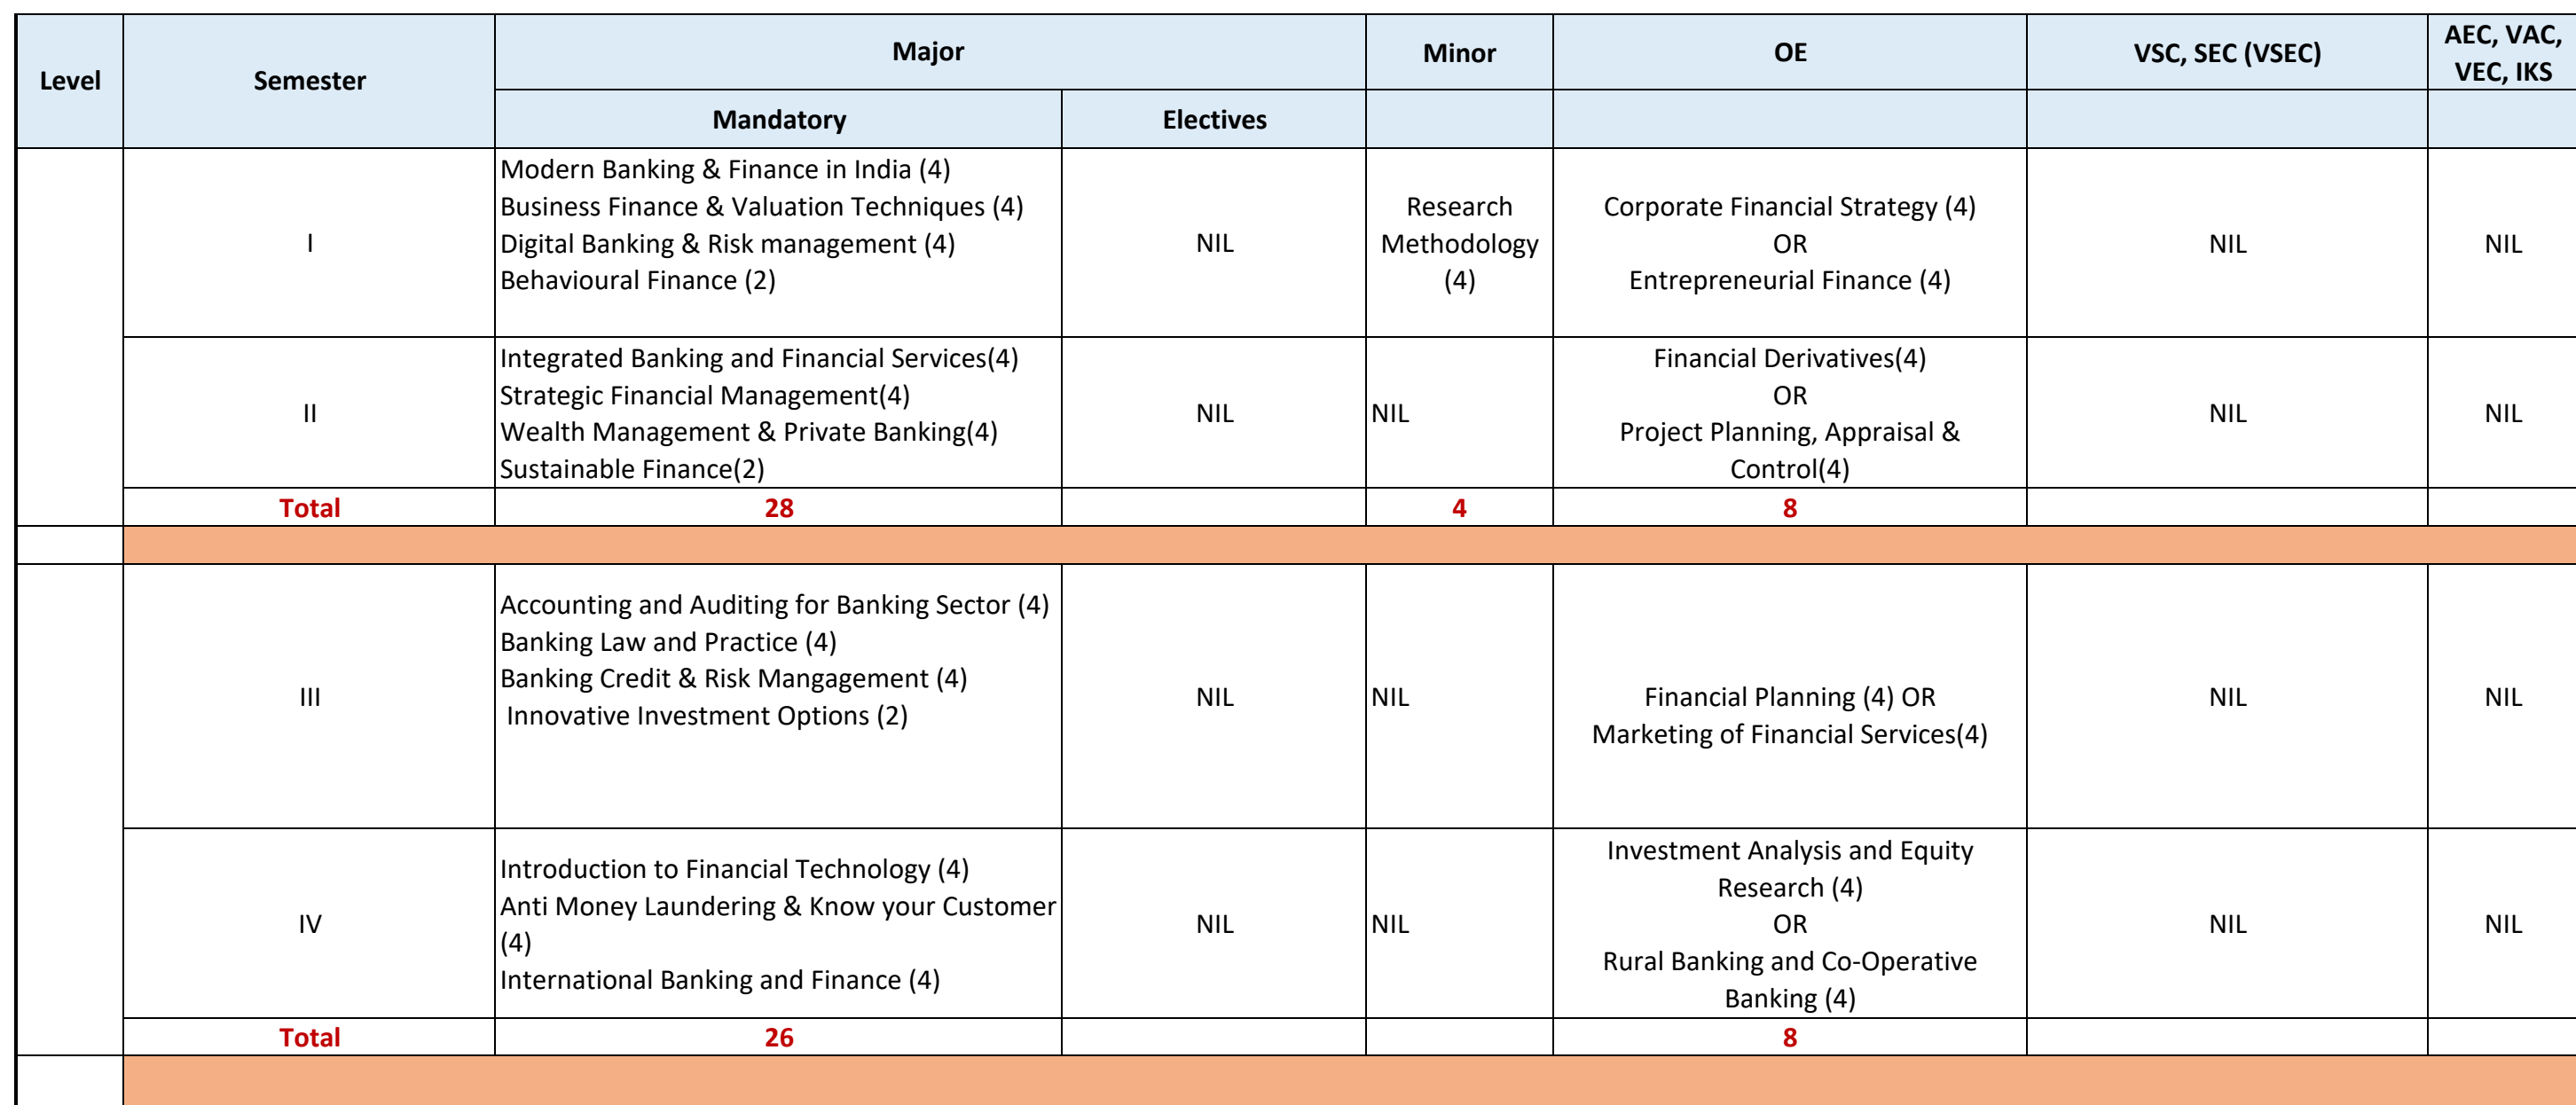 Level
Semester
Major
Minor
OE
VSC, SEC (VSEC)
AEC, VAC,
VEC, IKS
Mandatory
Electives
I
Modern Banking & Finance in India (4)
Business Finance & Valuation Techniques (4)
Digital Banking & Risk management (4)
Behavioural Finance (2)
NIL
Research
Methodology
(4)
Corporate Financial Strategy (4)
OR
Entrepreneurial Finance (4)
NIL
NIL
II
Integrated Banking and Financial Services(4)
Strategic Financial Management(4)
Wealth Management & Private Banking(4)
Sustainable Finance(2)
NIL
NIL
Financial Derivatives(4)
OR
Project Planning, Appraisal &
Control(4)
NIL
NIL
Total
28
4
8
III
Accounting and Auditing for Banking Sector (4)
Banking Law and Practice (4)
Banking Credit & Risk Mangagement (4)
Innovative Investment Options (2)
NIL
NIL
Financial Planning (4) OR
Marketing of Financial Services(4)
NIL
NIL
IV
Introduction to Financial Technology (4)
Anti Money Laundering & Know your Customer
(4)
International Banking and Finance (4)
NIL
NIL
Investment Analysis and Equity
Research (4)
OR
Rural Banking and Co-Operative
Banking (4)
NIL
NIL
Total
26
8